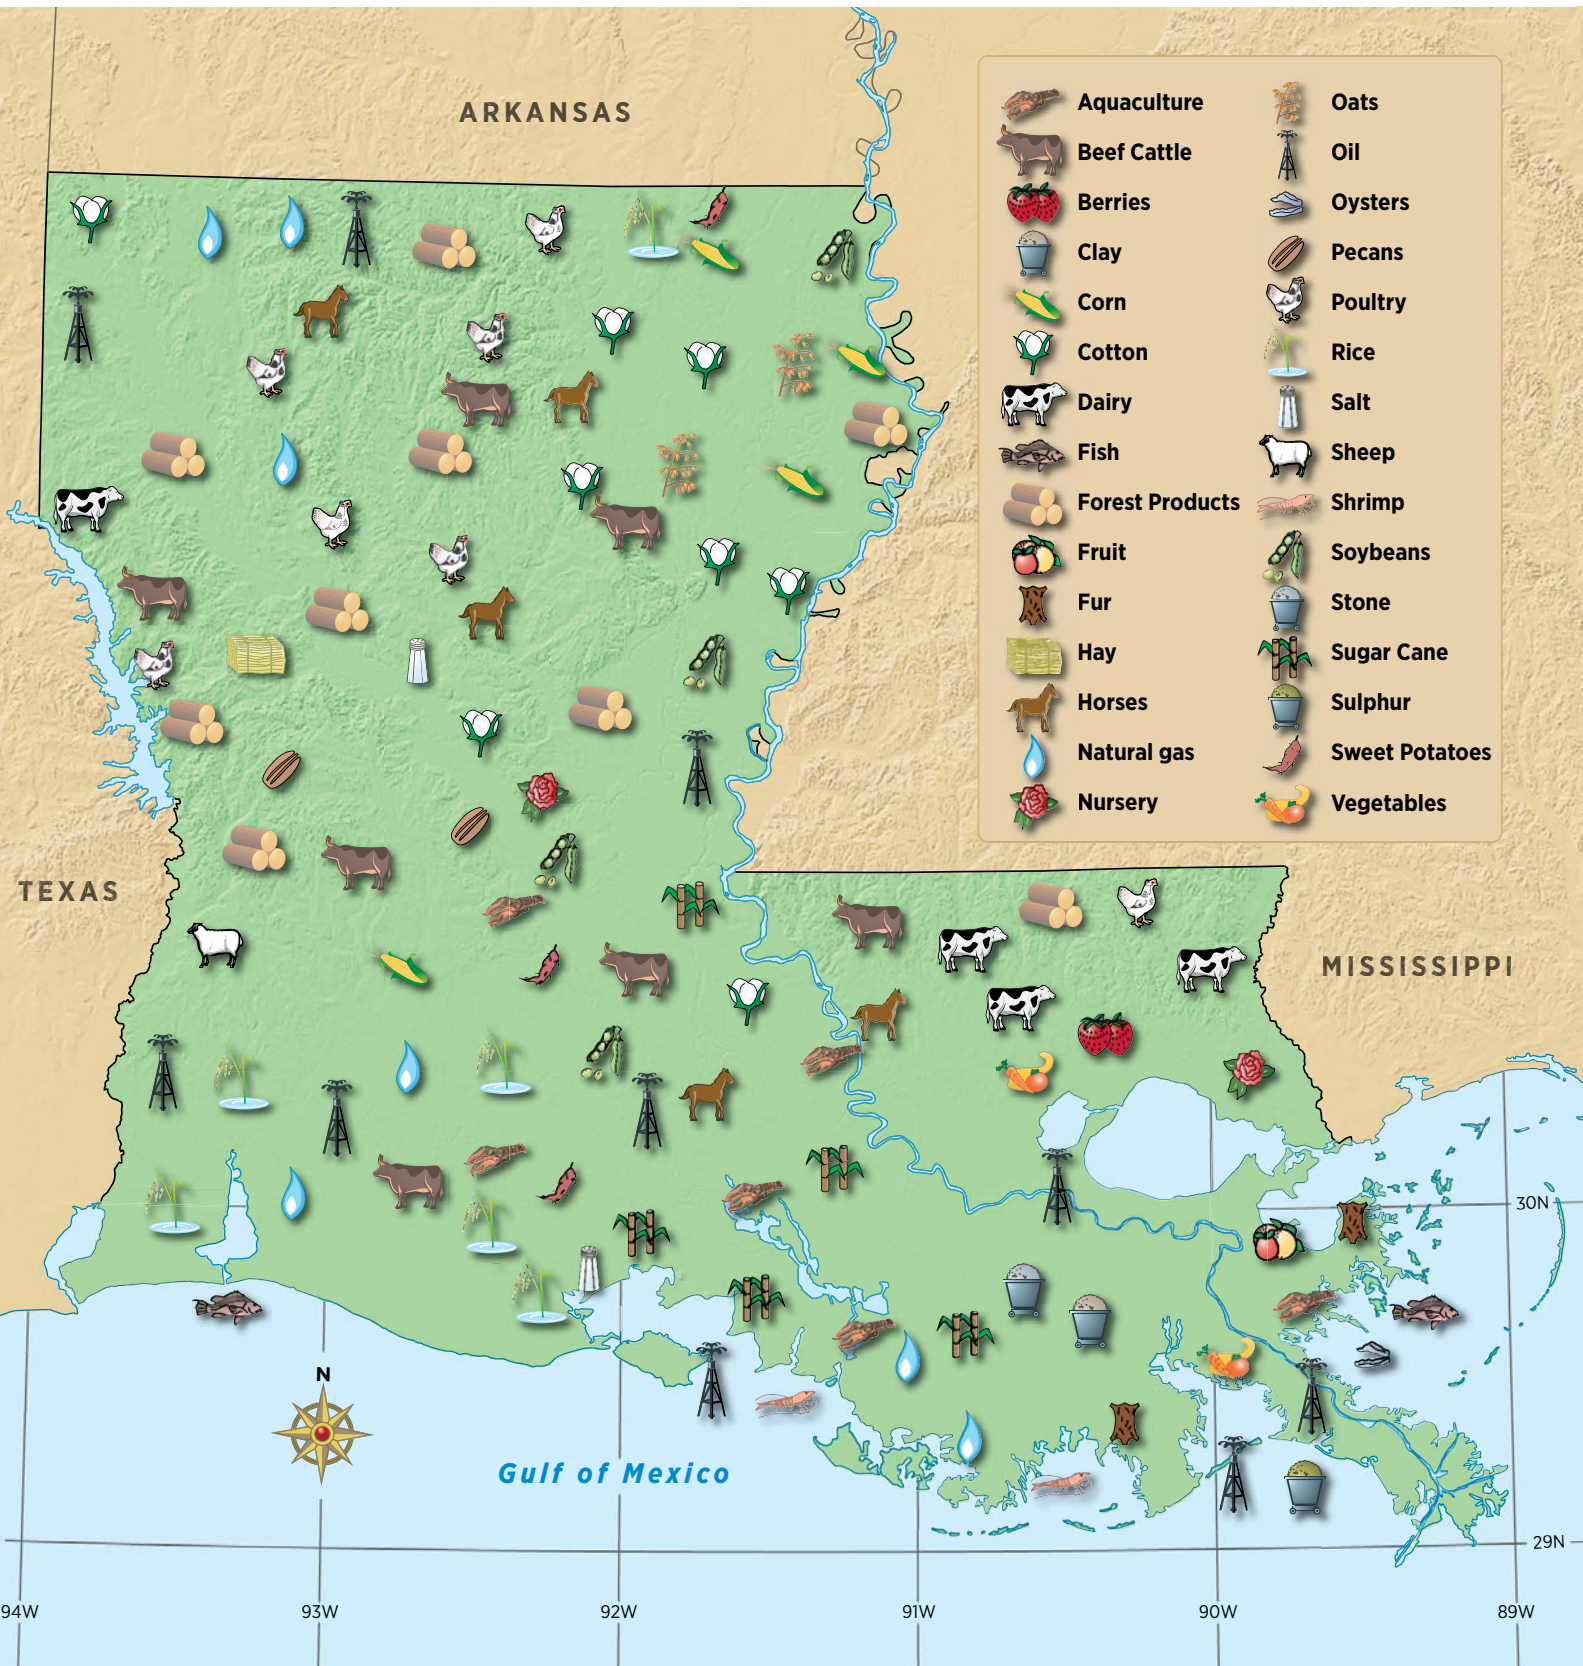 ARKANSAS
Aquaculture
Beef Cattle
Berries
Clay
Corn
Cotton
Dairy
Fish
Forest Products
Fruit
Fur
Hay
Horses
Natural gas
Nursery
Oats
Oil
Oysters
Pecans
Poultry
Rice
Salt
Sheep
Shrimp
Soybeans
Stone
Sugar Cane
Sulphur
Sweet Potatoes
Vegetables
TEXAS
MISSISSIPPI
30N
N
Gulf of Mexico
29N
94W
93W
92W
91W
90W
89W